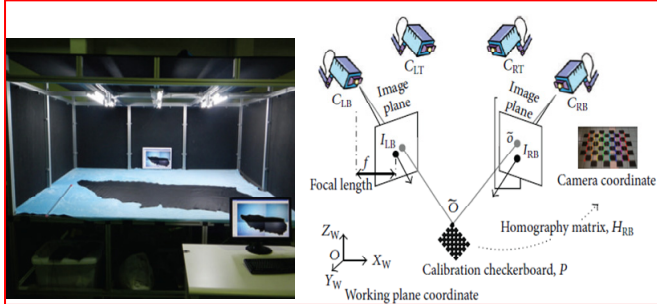 C_LT
C_RT
C_LB
C_RB
Image
plane
Image
plane
I_LB
õ
I_RB
f
Focal length
Camera coordinate
Õ
Homography matrix, H_RB
Z_W
O
X_W
Y_W
Calibration checkerboard, P
Working plane coordinate